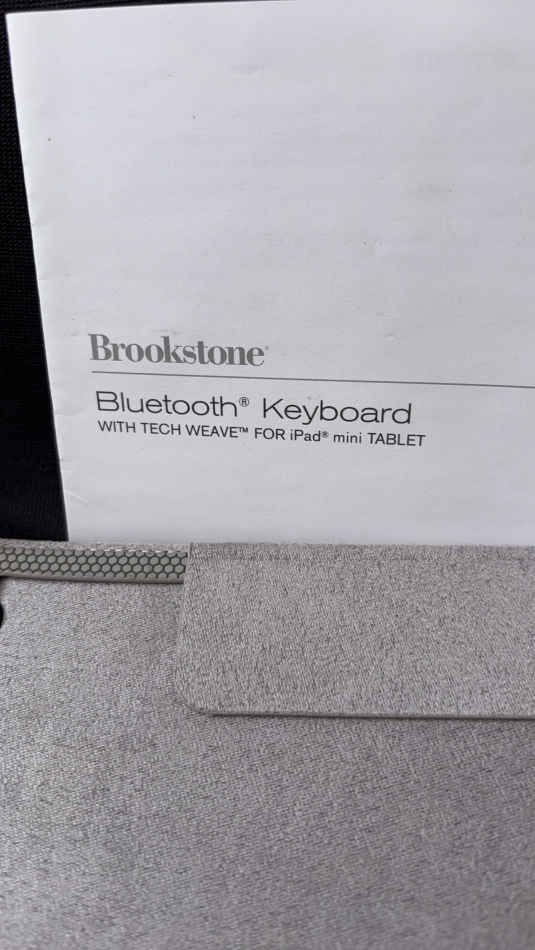 Brookstone®
Bluetooth® Keyboard
WITH TECH WEAVE™ FOR iPad® mini TABLET